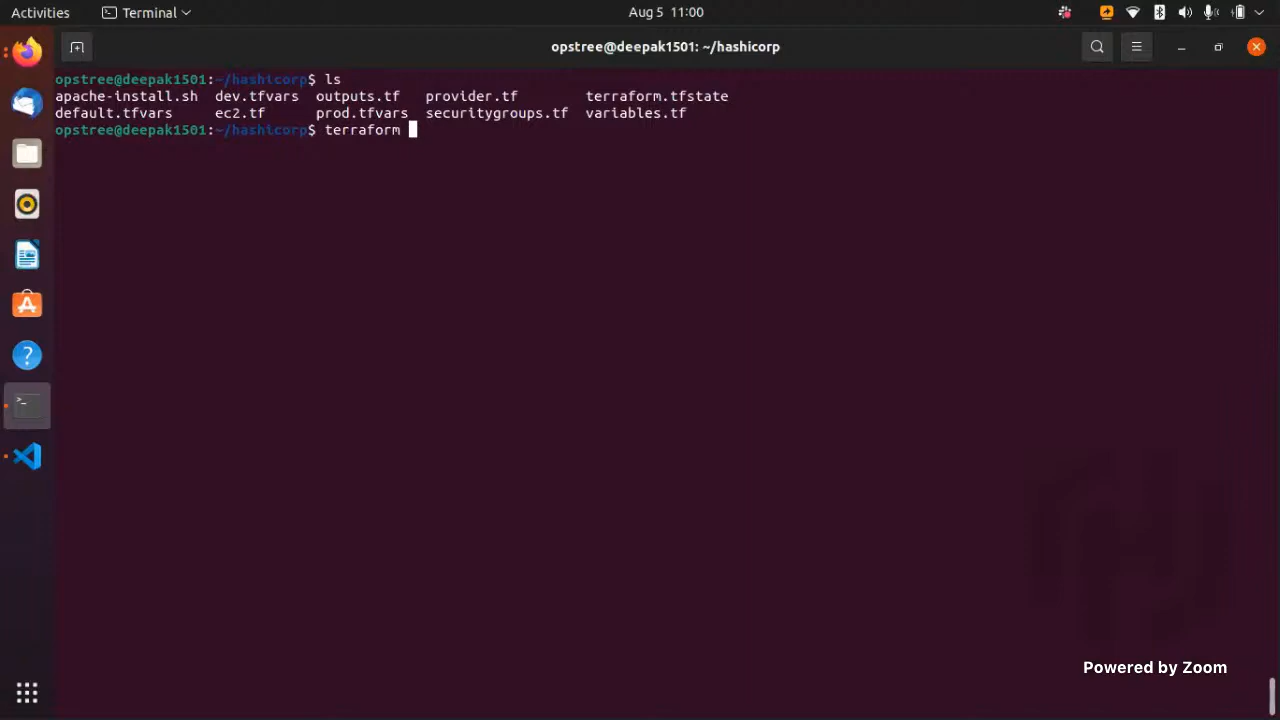 Activities Terminal Aug 5 11:00
opstree@deepak1501: ~/hashicorp
opstree@deepak1501:~/hashicorp$ ls
apache-install.sh dev.tfvars outputs.tf provider.tf terraform.tfstate
default.tfvars ec2.tf prod.tfvars securitygroups.tf variables.tf
opstree@deepak1501:~/hashicorp$ terraform
Powered by Zoom